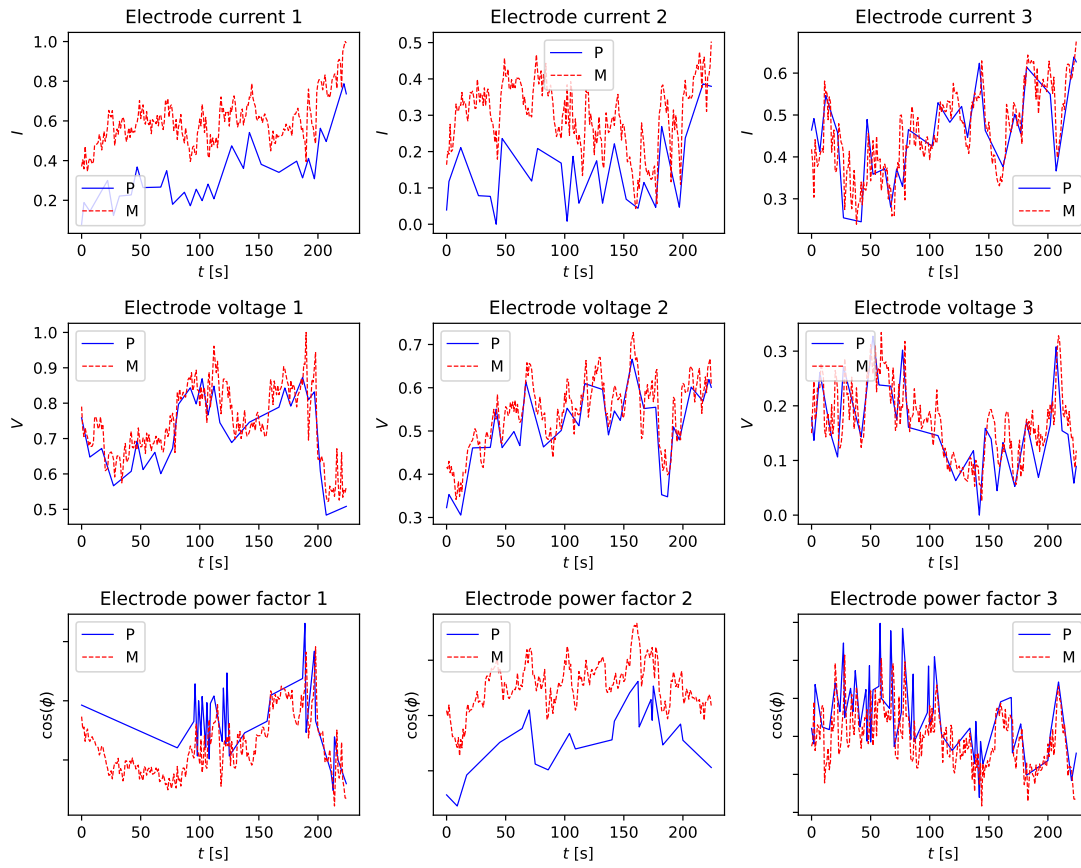 Electrode current 1
1.0
0.8
0.6
0.4
0.2
I
P
M
0 50 100 150 200
t [s]
Electrode current 2
0.5
0.4
0.3
0.2
0.1
0.0
I
P
M
0 50 100 150 200
t [s]
Electrode current 3
0.6
0.5
0.4
0.3
I
P
M
0 50 100 150 200
t [s]
Electrode voltage 1
1.0
0.9
0.8
0.7
0.6
0.5
V
P
M
0 50 100 150 200
t [s]
Electrode voltage 2
0.7
0.6
0.5
0.4
0.3
V
P
M
0 50 100 150 200
t [s]
Electrode voltage 3
0.3
0.2
0.1
0.0
V
P
M
0 50 100 150 200
t [s]
Electrode power factor 1
cos(ϕ)
P
M
0 50 100 150 200
t [s]
Electrode power factor 2
cos(ϕ)
P
M
0 50 100 150 200
t [s]
Electrode power factor 3
cos(ϕ)
P
M
0 50 100 150 200
t [s]